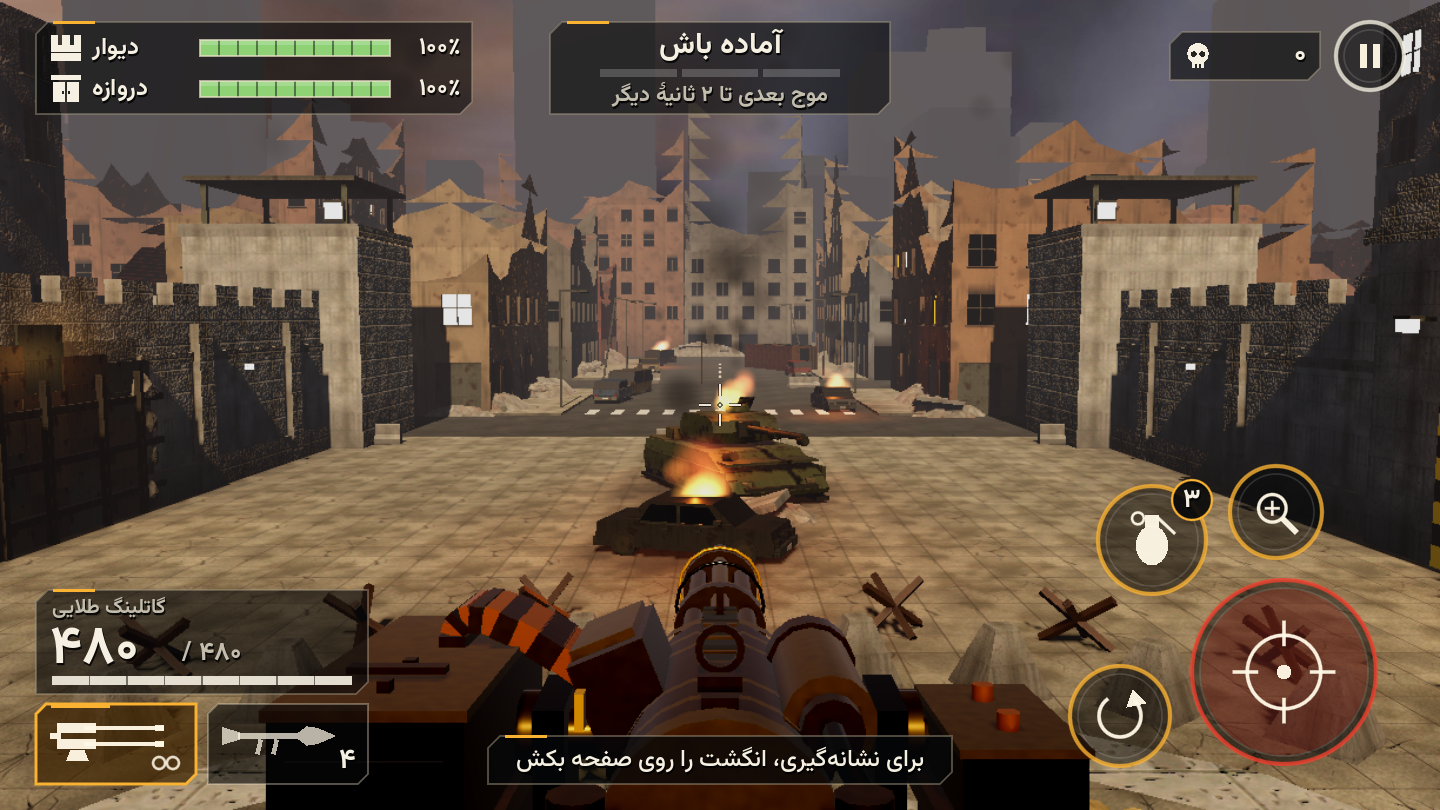 دیوار ۱۰۰٪
دروازه ۱۰۰٪
آماده باش
موج بعدی تا ۲ ثانیهٔ دیگر
۰
۳
گاتلینگ طلایی
۴۸۰ / ۴۸۰
∞
۴
برای نشانه‌گیری، انگشت را روی صفحه بکش